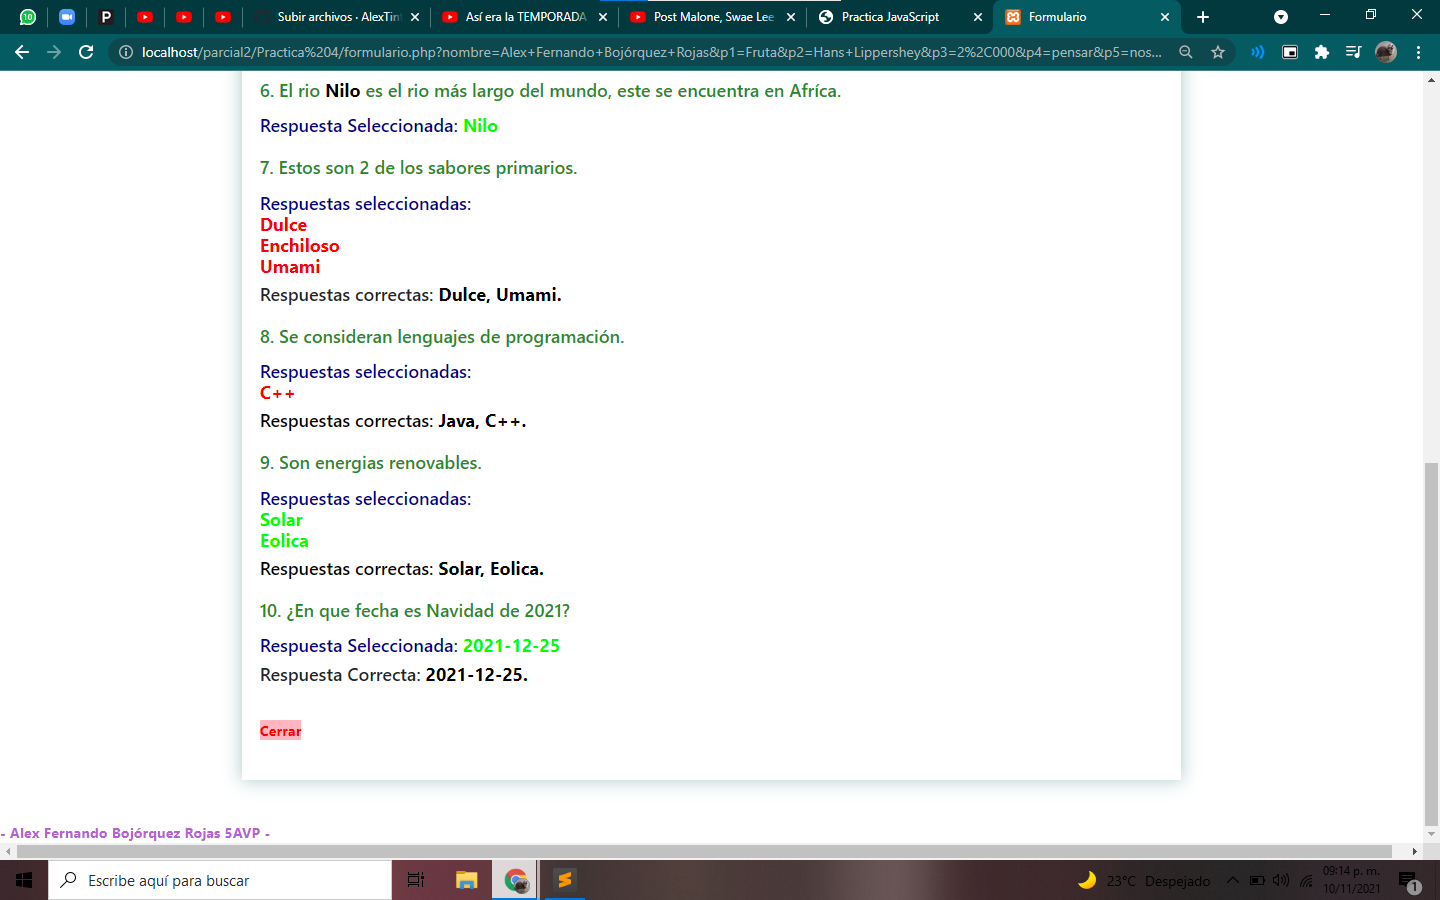 Subir archivos · AlexTin
Así era la TEMPORADA
Post Malone, Swae Lee
Practica JavaScript
Formulario
localhost/parcial2/Practica%204/formulario.php?nombre=Alex+Fernando+Bojórquez+Rojas&p1=Fruta&p2=Hans+Lippershey&p3=2%2C000&p4=pensar&p5=nos...
6. El rio Nilo es el rio más largo del mundo, este se encuentra en Afríca.
Respuesta Seleccionada: Nilo
7. Estos son 2 de los sabores primarios.
Respuestas seleccionadas:
Dulce
Enchiloso
Umami
Respuestas correctas: Dulce, Umami.
8. Se consideran lenguajes de programación.
Respuestas seleccionadas:
C++
Respuestas correctas: Java, C++.
9. Son energias renovables.
Respuestas seleccionadas:
Solar
Eolica
Respuestas correctas: Solar, Eolica.
10. ¿En que fecha es Navidad de 2021?
Respuesta Seleccionada: 2021-12-25
Respuesta Correcta: 2021-12-25.
Cerrar
- Alex Fernando Bojórquez Rojas 5AVP -
Escribe aquí para buscar
23°C Despejado
09:14 p. m.
10/11/2021
1